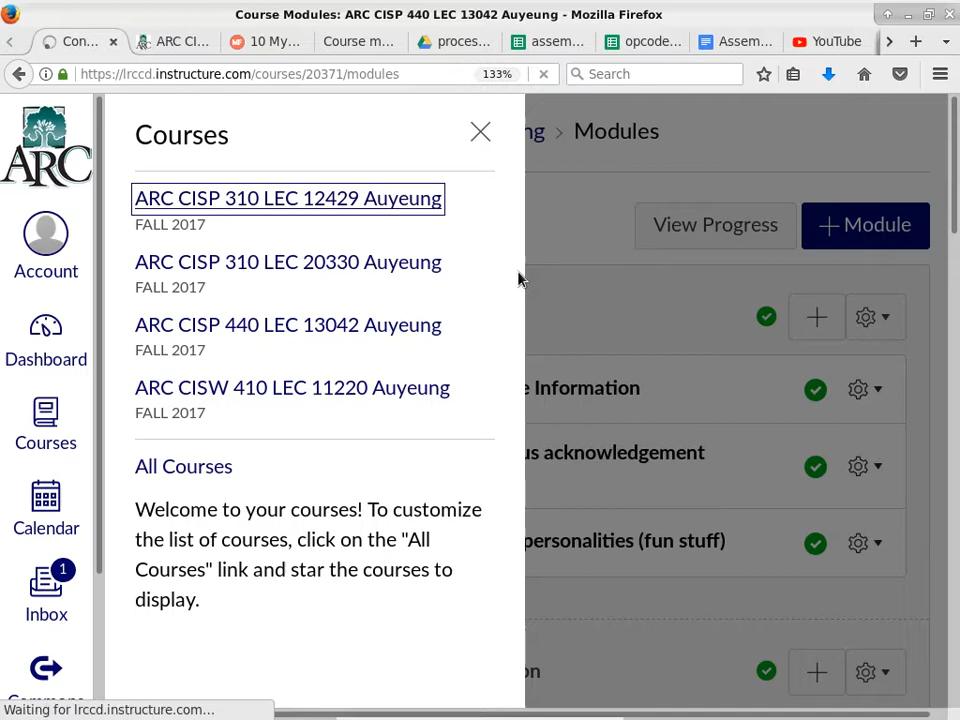 Course Modules: ARC CISP 440 LEC 13042 Auyeung - Mozilla Firefox
Con...
ARC CI...
10 My...
Course m...
proces...
assem...
opcode...
Assem...
YouTube
https://lrccd.instructure.com/courses/20371/modules
133%
Search
ARC
Account
Dashboard
Courses
Calendar
1
Inbox
Courses
ARC CISP 310 LEC 12429 Auyeung
FALL 2017
ARC CISP 310 LEC 20330 Auyeung
FALL 2017
ARC CISP 440 LEC 13042 Auyeung
FALL 2017
ARC CISW 410 LEC 11220 Auyeung
FALL 2017
All Courses
Welcome to your courses! To customize
the list of courses, click on the "All
Courses" link and star the courses to
display.
ng > Modules
View Progress
+ Module
e Information
us acknowledgement
personalities (fun stuff)
on
Waiting for lrccd.instructure.com...